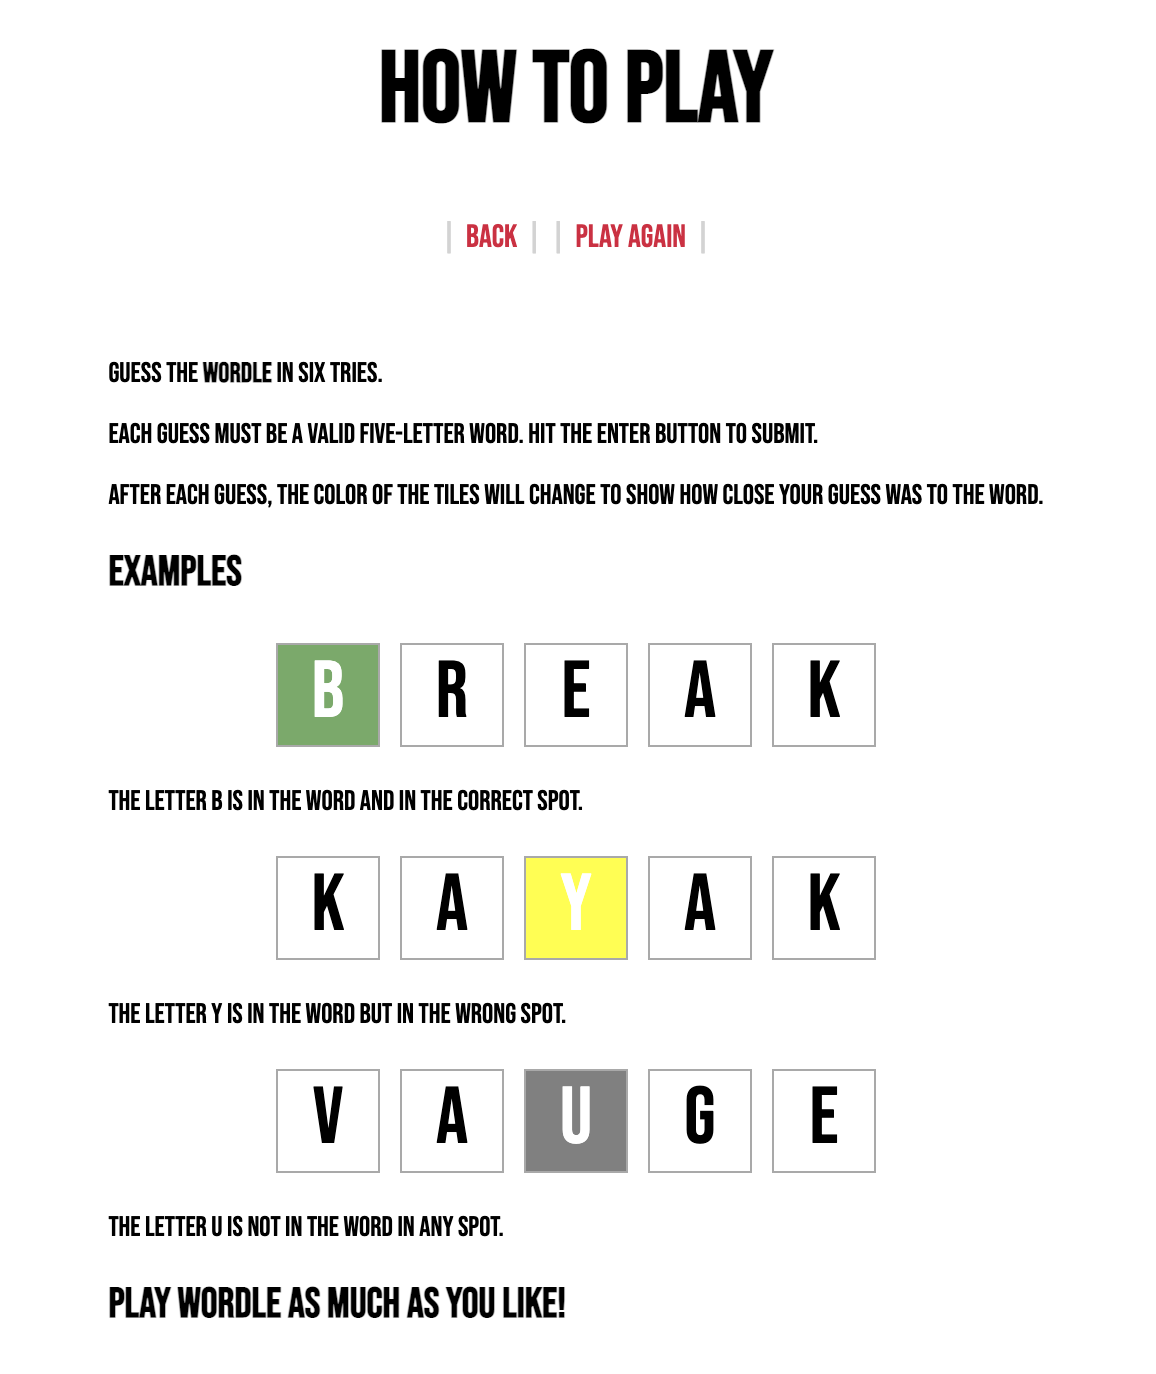 HOW TO PLAY
| BACK | | PLAY AGAIN |
GUESS THE WORDLE IN SIX TRIES.
EACH GUESS MUST BE A VALID FIVE-LETTER WORD. HIT THE ENTER BUTTON TO SUBMIT.
AFTER EACH GUESS, THE COLOR OF THE TILES WILL CHANGE TO SHOW HOW CLOSE YOUR GUESS WAS TO THE WORD.
EXAMPLES
B R E A K
THE LETTER B IS IN THE WORD AND IN THE CORRECT SPOT.
K A Y A K
THE LETTER Y IS IN THE WORD BUT IN THE WRONG SPOT.
V A U G E
THE LETTER U IS NOT IN THE WORD IN ANY SPOT.
PLAY WORDLE AS MUCH AS YOU LIKE!